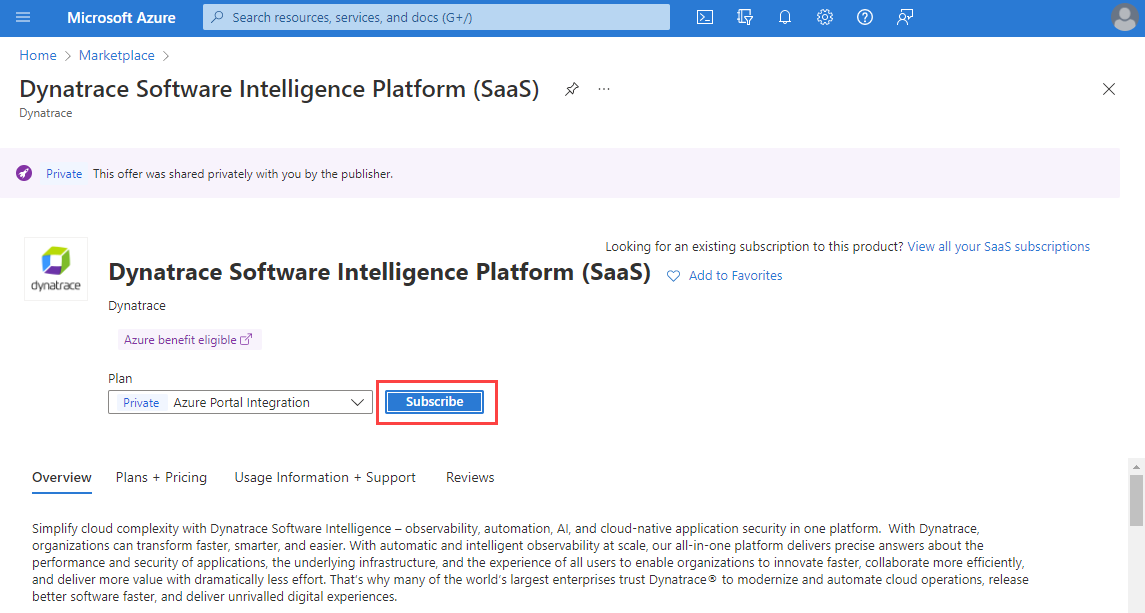 Microsoft Azure
Search resources, services, and docs (G+/)
Home > Marketplace >
Dynatrace Software Intelligence Platform (SaaS)
...
Dynatrace
Private This offer was shared privately with you by the publisher.
Looking for an existing subscription to this product? View all your SaaS subscriptions
dynatrace
Dynatrace Software Intelligence Platform (SaaS)
Add to Favorites
Dynatrace
Azure benefit eligible
Plan
Private Azure Portal Integration
Subscribe
Overview Plans + Pricing Usage Information + Support Reviews
Simplify cloud complexity with Dynatrace Software Intelligence – observability, automation, AI, and cloud-native application security in one platform.  With Dynatrace,
organizations can transform faster, smarter, and easier. With automatic and intelligent observability at scale, our all-in-one platform delivers precise answers about the
performance and security of applications, the underlying infrastructure, and the experience of all users to enable organizations to innovate faster, collaborate more efficiently,
and deliver more value with dramatically less effort. That's why many of the world's largest enterprises trust Dynatrace® to modernize and automate cloud operations, release
better software faster, and deliver unrivalled digital experiences.